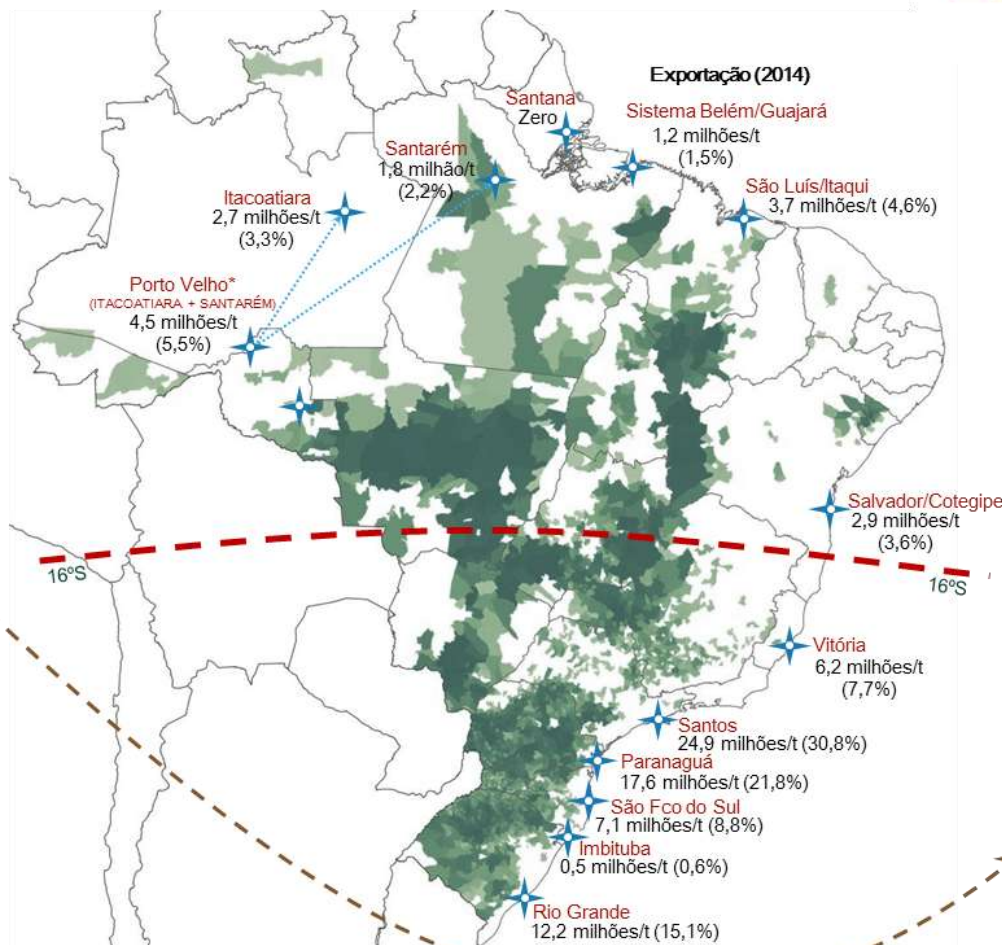 Exportação (2014)
Santana
Zero
Sistema Belém/Guajará
1,2 milhões/t
(1,5%)
Santarém
1,8 milhão/t
(2,2%)
São Luís/Itaqui
3,7 milhões/t (4,6%)
Itacoatiara
2,7 milhões/t
(3,3%)
Porto Velho*
(ITACOATIARA + SANTARÉM)
4,5 milhões/t
(5,5%)
Salvador/Cotegipe
2,9 milhões/t
(3,6%)
16ºS
16ºS
Vitória
6,2 milhões/t
(7,7%)
Santos
24,9 milhões/t (30,8%)
Paranaguá
17,6 milhões/t (21,8%)
São Fco do Sul
7,1 milhões/t (8,8%)
Imbituba
0,5 milhões/t (0,6%)
Rio Grande
12,2 milhões/t (15,1%)